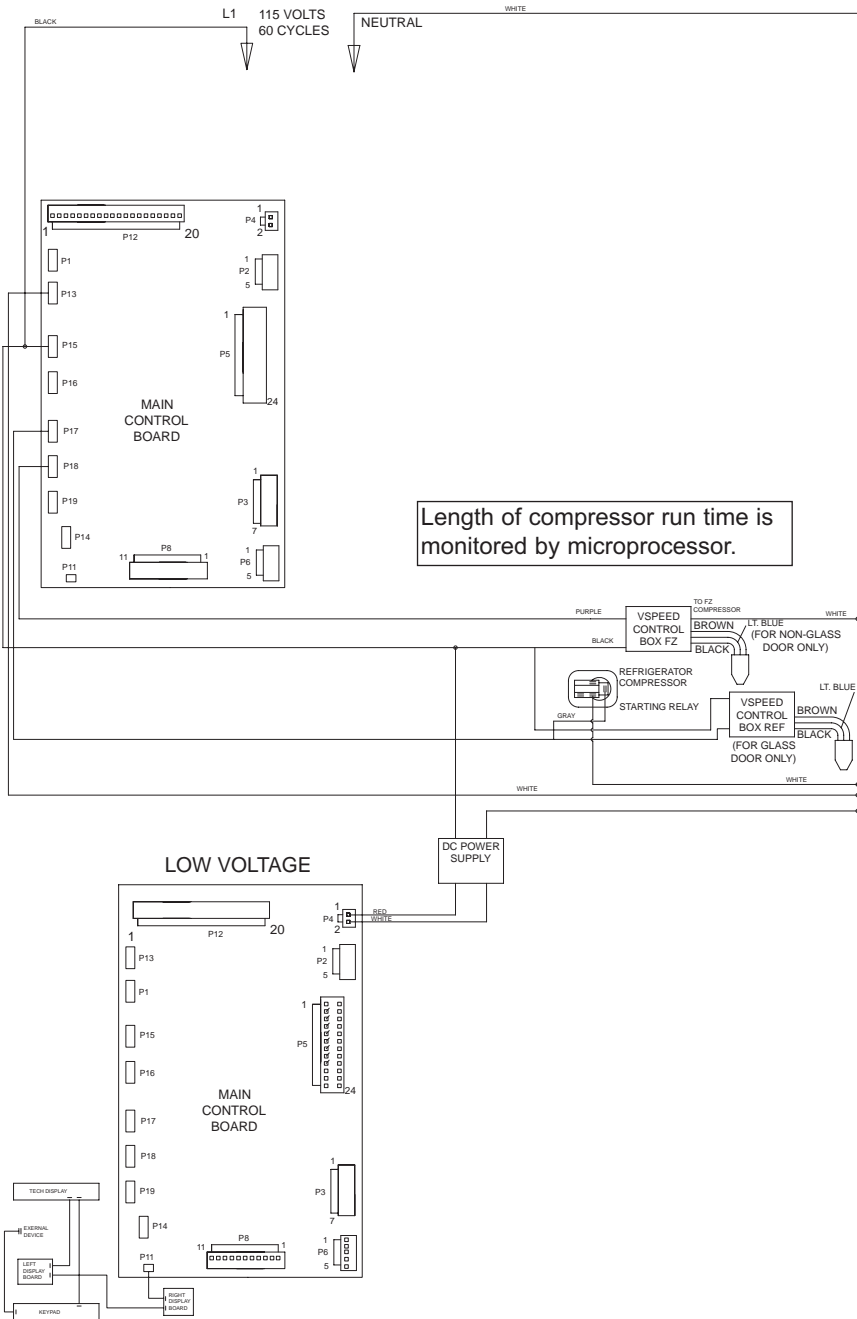 L1 115 VOLTS
60 CYCLES
NEUTRAL
BLACK
WHITE
1 P12 20
1
P4
2
P1
P13
P15
P16
P17
P18
P19
P14
P11
1
P2
5
1
P5
24
MAIN
CONTROL
BOARD
1
P3
7
11 P8 1
1
P6
5
Length of compressor run time is
monitored by microprocessor.
PURPLE
BLACK
VSPEED
CONTROL
BOX FZ
TO FZ
COMPRESSOR
WHITE
BROWN
BLACK
LT. BLUE
(FOR NON-GLASS
DOOR ONLY)
REFRIGERATOR
COMPRESSOR
STARTING RELAY
GRAY
VSPEED
CONTROL
BOX REF
LT. BLUE
BROWN
BLACK
(FOR GLASS
DOOR ONLY)
WHITE
WHITE
DC POWER
SUPPLY
LOW VOLTAGE
1 P12 20
1
P4
2
RED
WHITE
P13
P1
P15
P16
P17
P18
P19
P14
P11
1
P2
5
1
P5
24
MAIN
CONTROL
BOARD
1
P3
7
11 P8 1
1
P6
5
TECH DISPLAY
EXERNAL
DEVICE
LEFT
DISPLAY
BOARD
RIGHT
DISPLAY
BOARD
KEYPAD